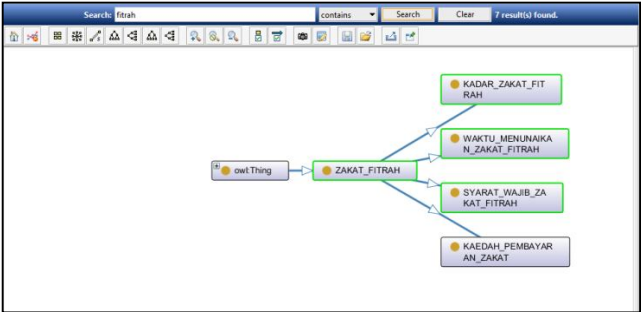 Search: fitrah contains Search Clear 7 result(s) found.
KADAR_ZAKAT_FIT
RAH
WAKTU_MENUNAIKA
N_ZAKAT_FITRAH
owl:Thing
ZAKAT_FITRAH
SYARAT_WAJIB_ZA
KAT_FITRAH
KAEDAH_PEMBAYAR
AN_ZAKAT